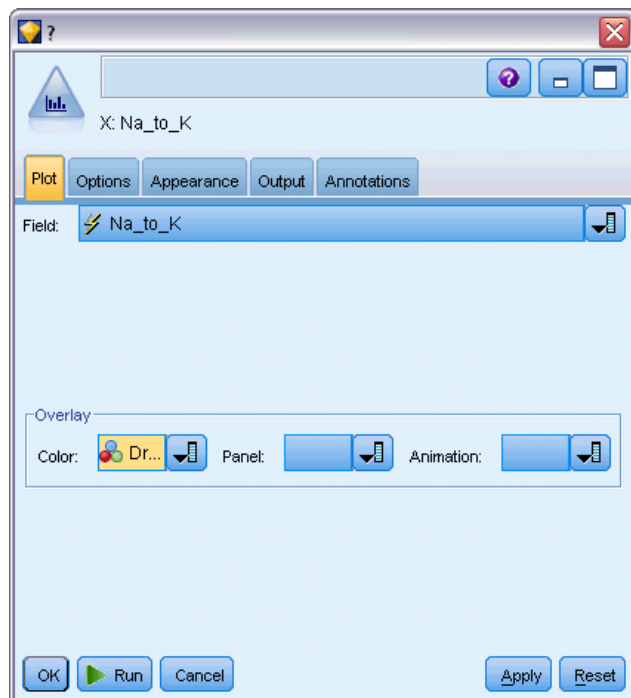 ?
X: Na_to_K
Plot Options Appearance Output Annotations
Field: Na_to_K
Overlay
Color: Dr... Panel: Animation:
OK Run Cancel Apply Reset